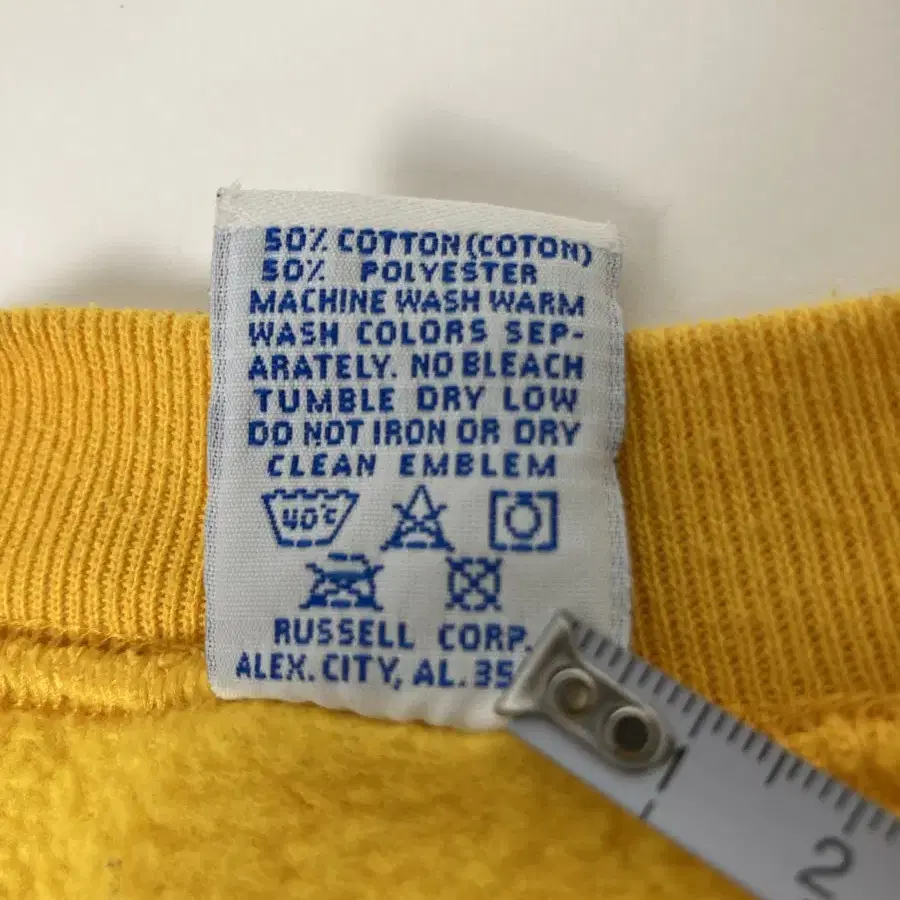 50% COTTON(COTON)
50% POLYESTER
MACHINE WASH WARM
WASH COLORS SEP-
ARATELY. NO BLEACH
TUMBLE DRY LOW
DO NOT IRON OR DRY
CLEAN EMBLEM
40°C
RUSSELL CORP.
ALEX. CITY, AL. 35
1
2